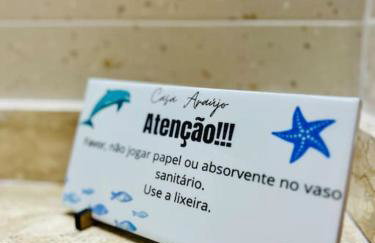 Casa Araújo
Atenção!!!
Favor, não jogar papel ou absorvente no vaso
sanitário.
Use a lixeira.